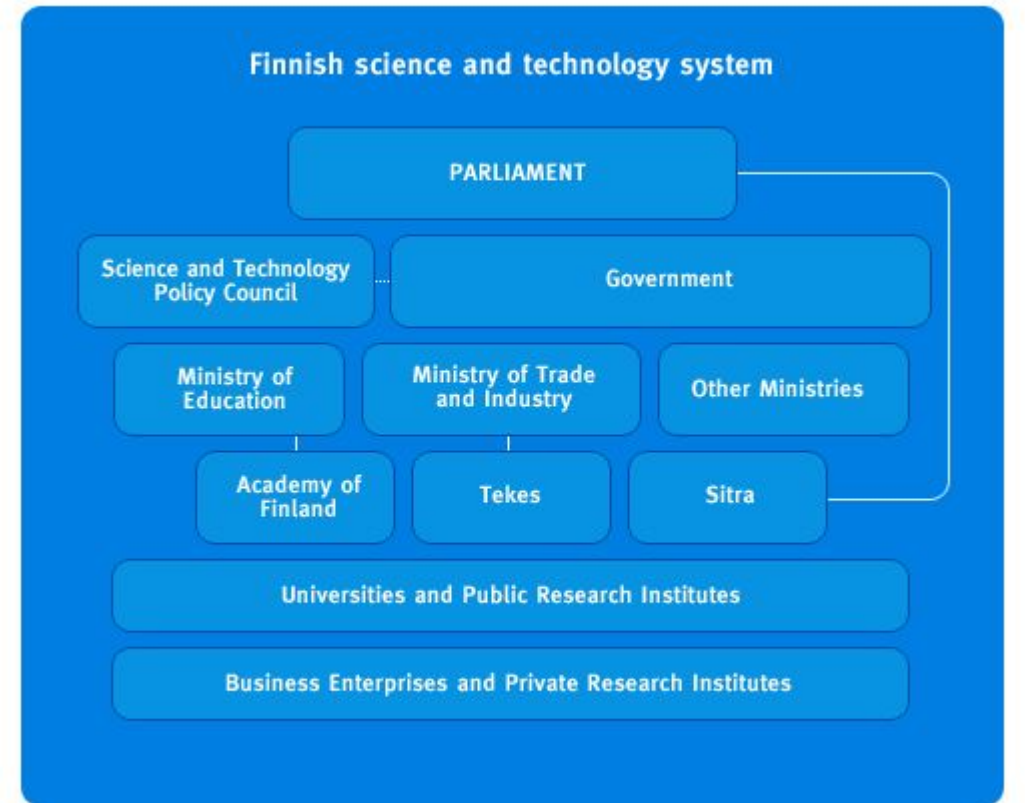 Finnish science and technology system
PARLIAMENT
Science and Technology
Policy Council
Government
Ministry of
Education
Ministry of Trade
and Industry
Other Ministries
Academy of
Finland
Tekes
Sitra
Universities and Public Research Institutes
Business Enterprises and Private Research Institutes